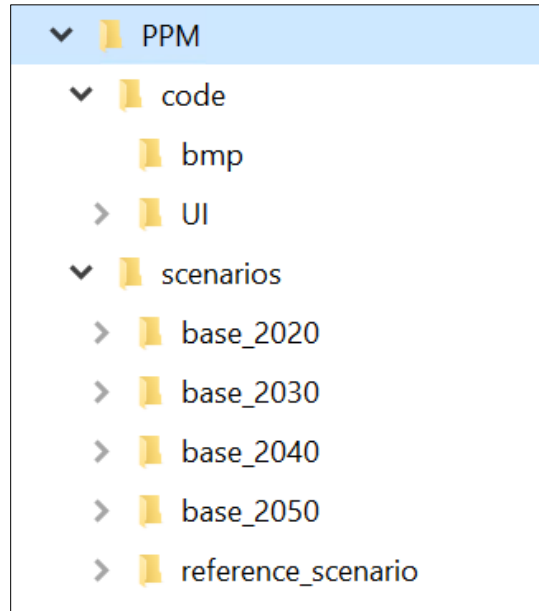 PPM
code
bmp
UI
scenarios
base_2020
base_2030
base_2040
base_2050
reference_scenario